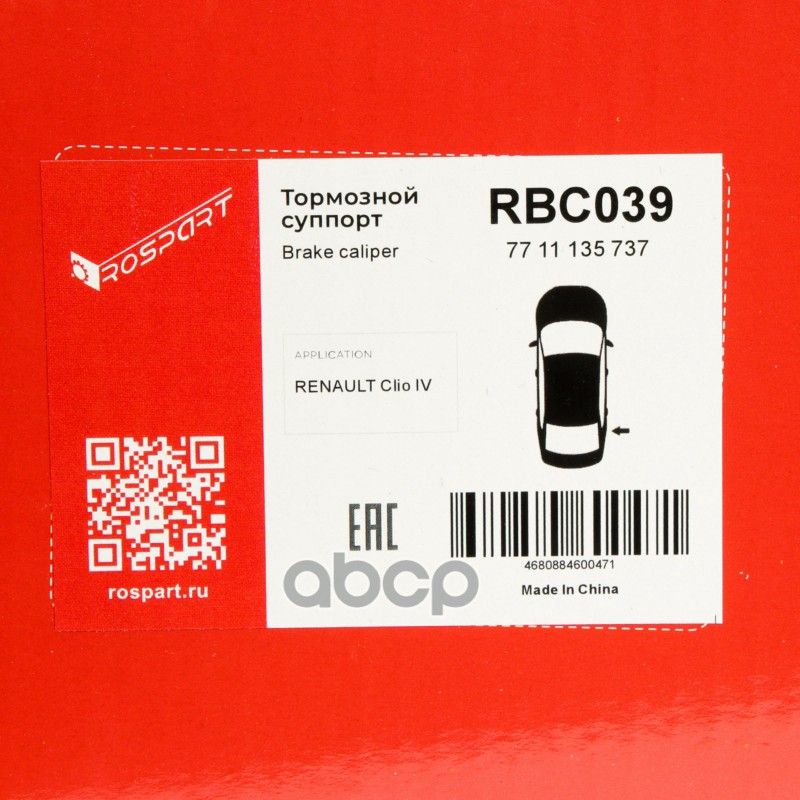 ROSPART
Тормозной
суппорт
Brake caliper
RBC039
77 11 135 737
APPLICATION
RENAULT Clio IV
EAC
4680884600471
Made In China
rospart.ru
abcp